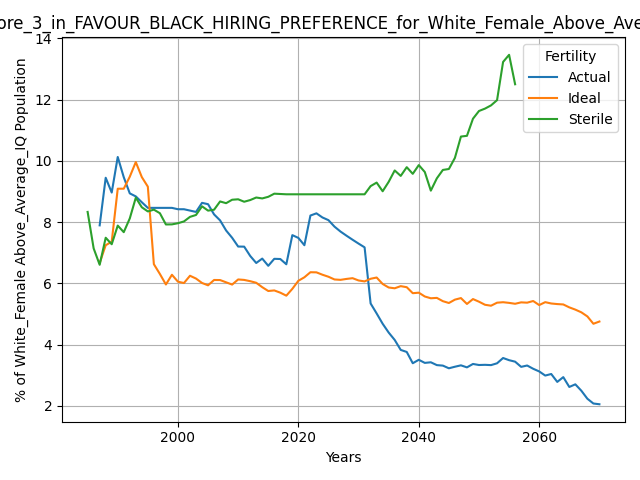 ore_3_in_FAVOUR_BLACK_HIRING_PREFERENCE_for_White_Female_Above_Ave
% of White_Female Above_Average_IQ Population
14
12
10
8
6
4
2
Fertility
Actual
Ideal
Sterile
2000 2020 2040 2060
Years